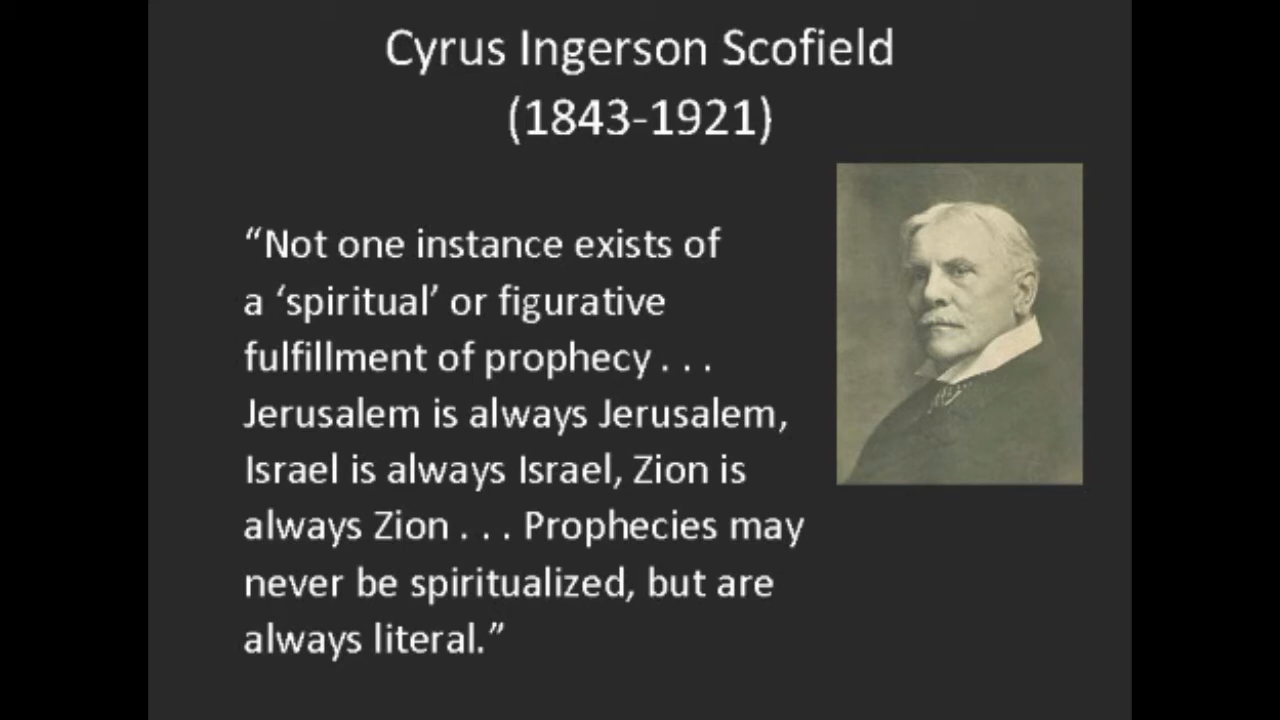 Cyrus Ingerson Scofield
(1843-1921)
“Not one instance exists of
a ‘spiritual’ or figurative
fulfillment of prophecy . . .
Jerusalem is always Jerusalem,
Israel is always Israel, Zion is
always Zion . . . Prophecies may
never be spiritualized, but are
always literal.”